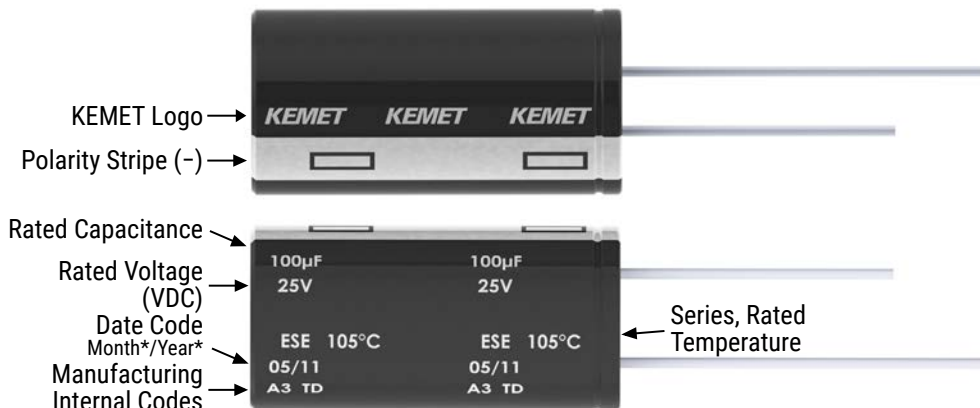 KEMET Logo
KEMET KEMET KEMET
Polarity Stripe (−)
Rated Capacitance
100µF 100µF
Rated Voltage
(VDC)
25V 25V
Date Code
Month*/Year*
ESE 105°C ESE 105°C
05/11 05/11
Manufacturing
Internal Codes
A3 TD A3 TD
Series, Rated
Temperature